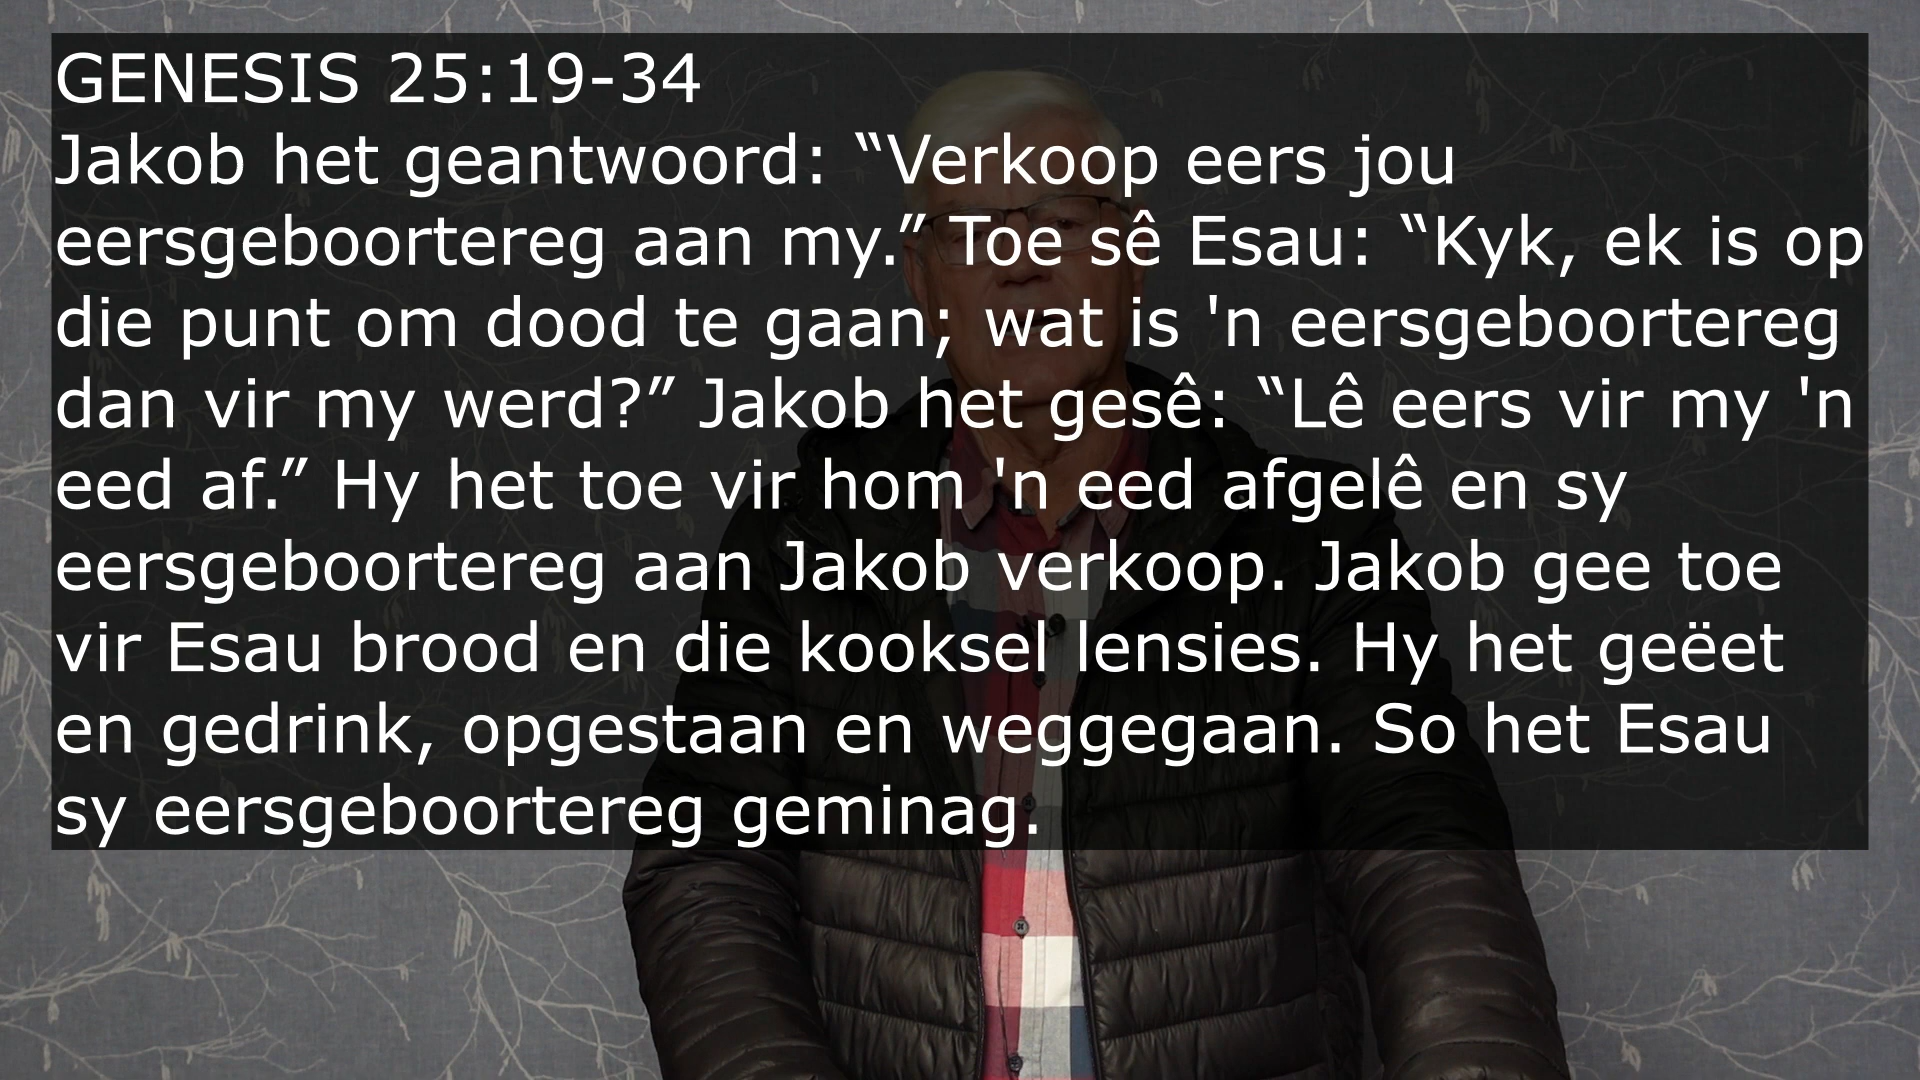 GENESIS 25:19-34
Jakob het geantwoord: “Verkoop eers jou
eersgeboortereg aan my.” Toe sê Esau: “Kyk, ek is op
die punt om dood te gaan; wat is 'n eersgeboortereg
dan vir my werd?” Jakob het gesê: “Lê eers vir my 'n
eed af.” Hy het toe vir hom 'n eed afgelê en sy
eersgeboortereg aan Jakob verkoop. Jakob gee toe
vir Esau brood en die kooksel lensies. Hy het geëet
en gedrink, opgestaan en weggegaan. So het Esau
sy eersgeboortereg geminag.